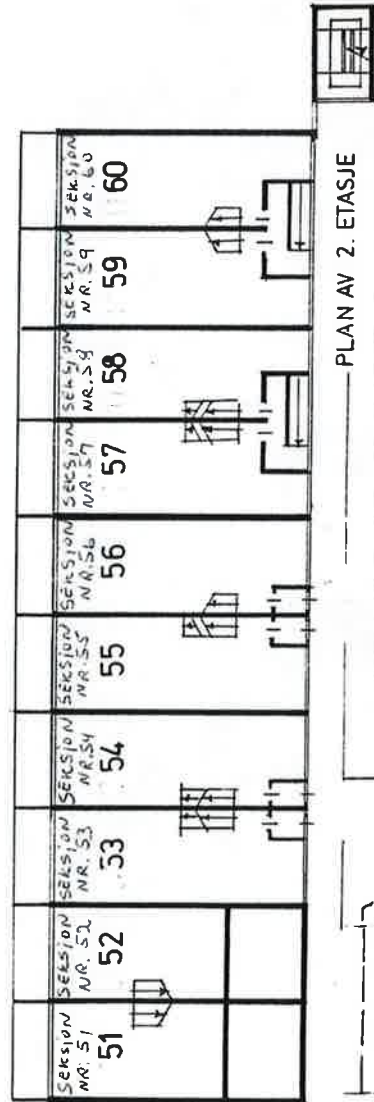 SEKSJON
NR. 51
51
SEKSJON
NR. 52
52
SEKSJON
NR. 53
53
SEKSJON
NR. 54
54
SEKSJON
NR. 55
55
SEKSJON
NR. 56
56
SEKSJON
NR. 57
57
SEKSJON
NR. 58
58
SEKSJON
NR. 59
59
SEKSJON
NR. 60
60
PLAN AV 2. ETASJE